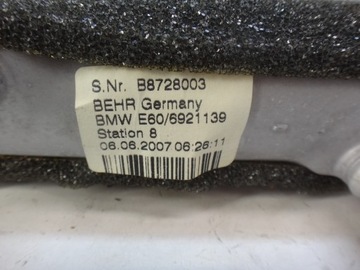 S.Nr. B8728003
BEHR Germany
BMW E60/6921139
Station 8
06.06.2007 06:26:11